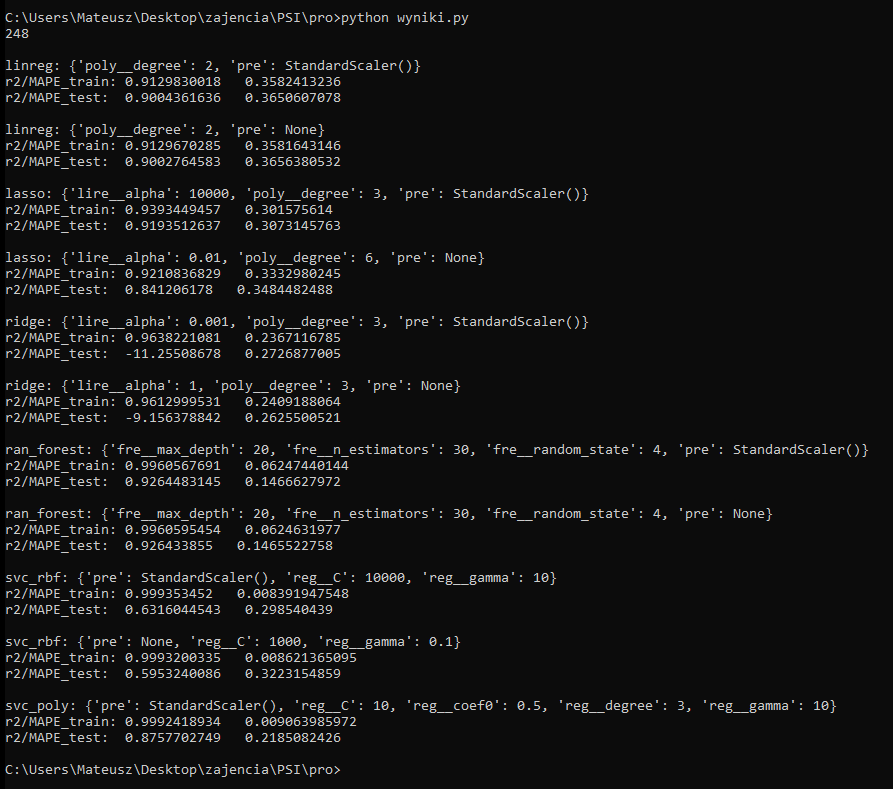 C:\Users\Mateusz\Desktop\zajencia\PSI\pro>python wyniki.py
248
linreg: {'poly__degree': 2, 'pre': StandardScaler()}
r2/MAPE_train: 0.9129830018   0.3582413236
r2/MAPE_test:  0.9004361636   0.3650607078
linreg: {'poly__degree': 2, 'pre': None}
r2/MAPE_train: 0.9129670285   0.3581643146
r2/MAPE_test:  0.9002764583   0.3656380532
lasso: {'lire__alpha': 10000, 'poly__degree': 3, 'pre': StandardScaler()}
r2/MAPE_train: 0.9393449457   0.301575614
r2/MAPE_test:  0.9193512637   0.3073145763
lasso: {'lire__alpha': 0.01, 'poly__degree': 6, 'pre': None}
r2/MAPE_train: 0.9210836829   0.3332980245
r2/MAPE_test:  0.841206178   0.3484482488
ridge: {'lire__alpha': 0.001, 'poly__degree': 3, 'pre': StandardScaler()}
r2/MAPE_train: 0.9638221081   0.2367116785
r2/MAPE_test:  -11.25508678   0.2726877005
ridge: {'lire__alpha': 1, 'poly__degree': 3, 'pre': None}
r2/MAPE_train: 0.9612999531   0.2409188064
r2/MAPE_test:  -9.156378842   0.2625500521
ran_forest: {'fre__max_depth': 20, 'fre__n_estimators': 30, 'fre__random_state': 4, 'pre': StandardScaler()}
r2/MAPE_train: 0.9960567691   0.06247440144
r2/MAPE_test:  0.9264483145   0.1466627972
ran_forest: {'fre__max_depth': 20, 'fre__n_estimators': 30, 'fre__random_state': 4, 'pre': None}
r2/MAPE_train: 0.9960595454   0.0624631977
r2/MAPE_test:  0.926433855   0.1465522758
svc_rbf: {'pre': StandardScaler(), 'reg__C': 10000, 'reg__gamma': 10}
r2/MAPE_train: 0.999353452   0.008391947548
r2/MAPE_test:  0.6316044543   0.298540439
svc_rbf: {'pre': None, 'reg__C': 1000, 'reg__gamma': 0.1}
r2/MAPE_train: 0.9993200335   0.008621365095
r2/MAPE_test:  0.5953240086   0.3223154859
svc_poly: {'pre': StandardScaler(), 'reg__C': 10, 'reg__coef0': 0.5, 'reg__degree': 3, 'reg__gamma': 10}
r2/MAPE_train: 0.9992418934   0.009063985972
r2/MAPE_test:  0.8757702749   0.2185082426
C:\Users\Mateusz\Desktop\zajencia\PSI\pro>